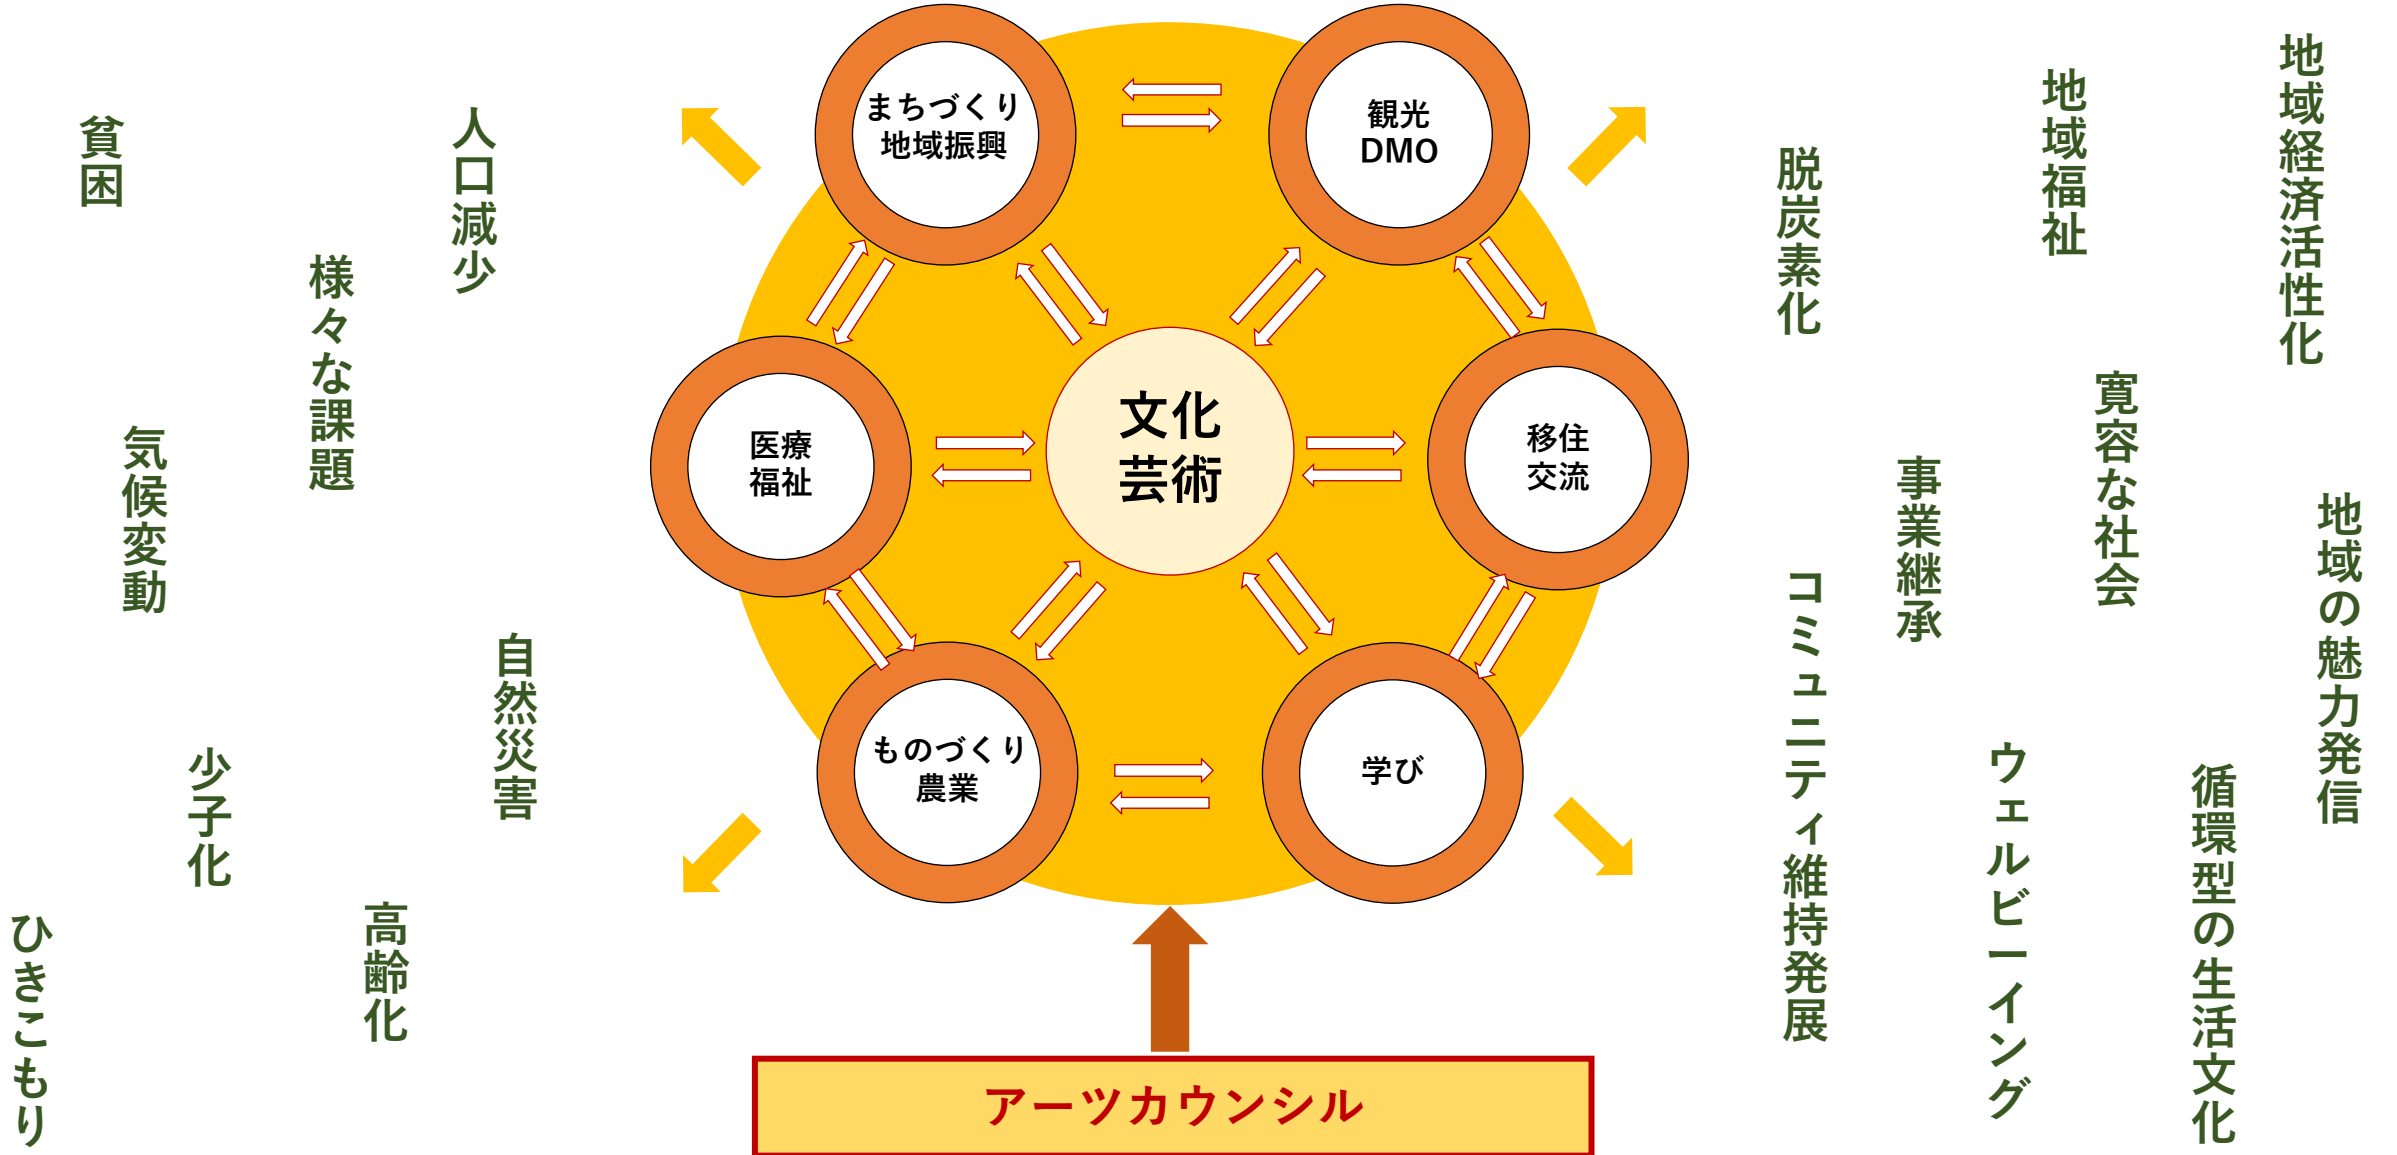 貧困
人口減少
様々な課題
気候変動
自然災害
少子化
高齢化
ひきこもり
まちづくり
地域振興
観光
DMO
医療
福祉
文化
芸術
移住
交流
ものづくり
農業
学び
アーツカウンシル
地域経済活性化
地域福祉
脱炭素化
寛容な社会
事業継承
地域の魅力発信
コミュニティ維持発展
ウェルビーイング
循環型の生活文化